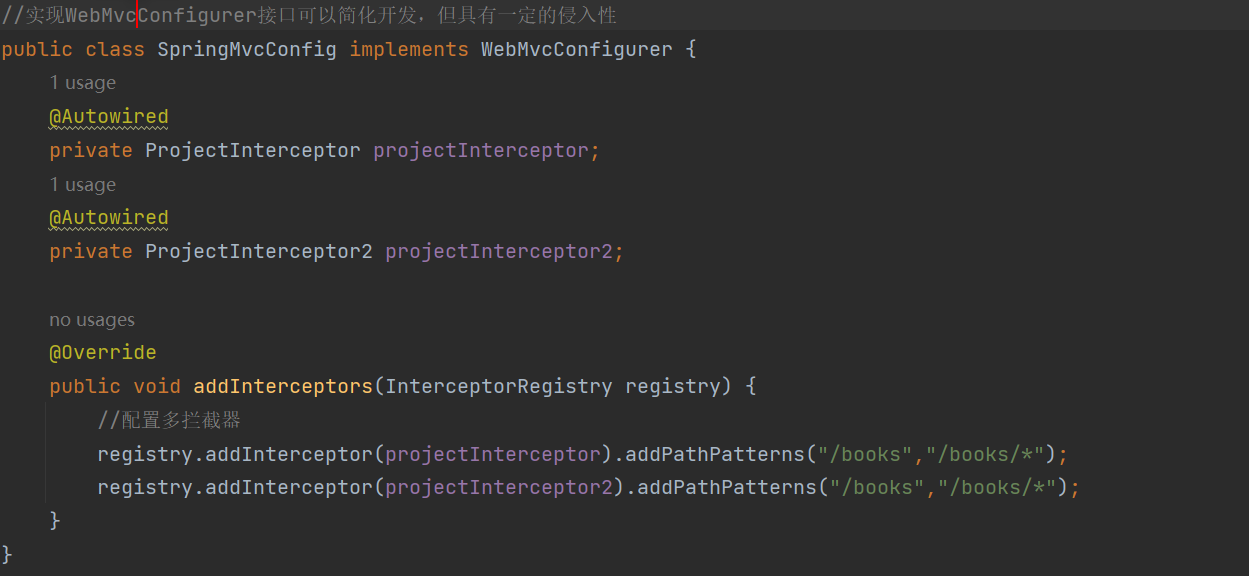 //实现WebMvcConfigurer接口可以简化开发，但具有一定的侵入性
public class SpringMvcConfig implements WebMvcConfigurer {
1 usage
@Autowired
private ProjectInterceptor projectInterceptor;
1 usage
@Autowired
private ProjectInterceptor2 projectInterceptor2;
no usages
@Override
public void addInterceptors(InterceptorRegistry registry) {
//配置多拦截器
registry.addInterceptor(projectInterceptor).addPathPatterns("/books","/books/*");
registry.addInterceptor(projectInterceptor2).addPathPatterns("/books","/books/*");
}
}